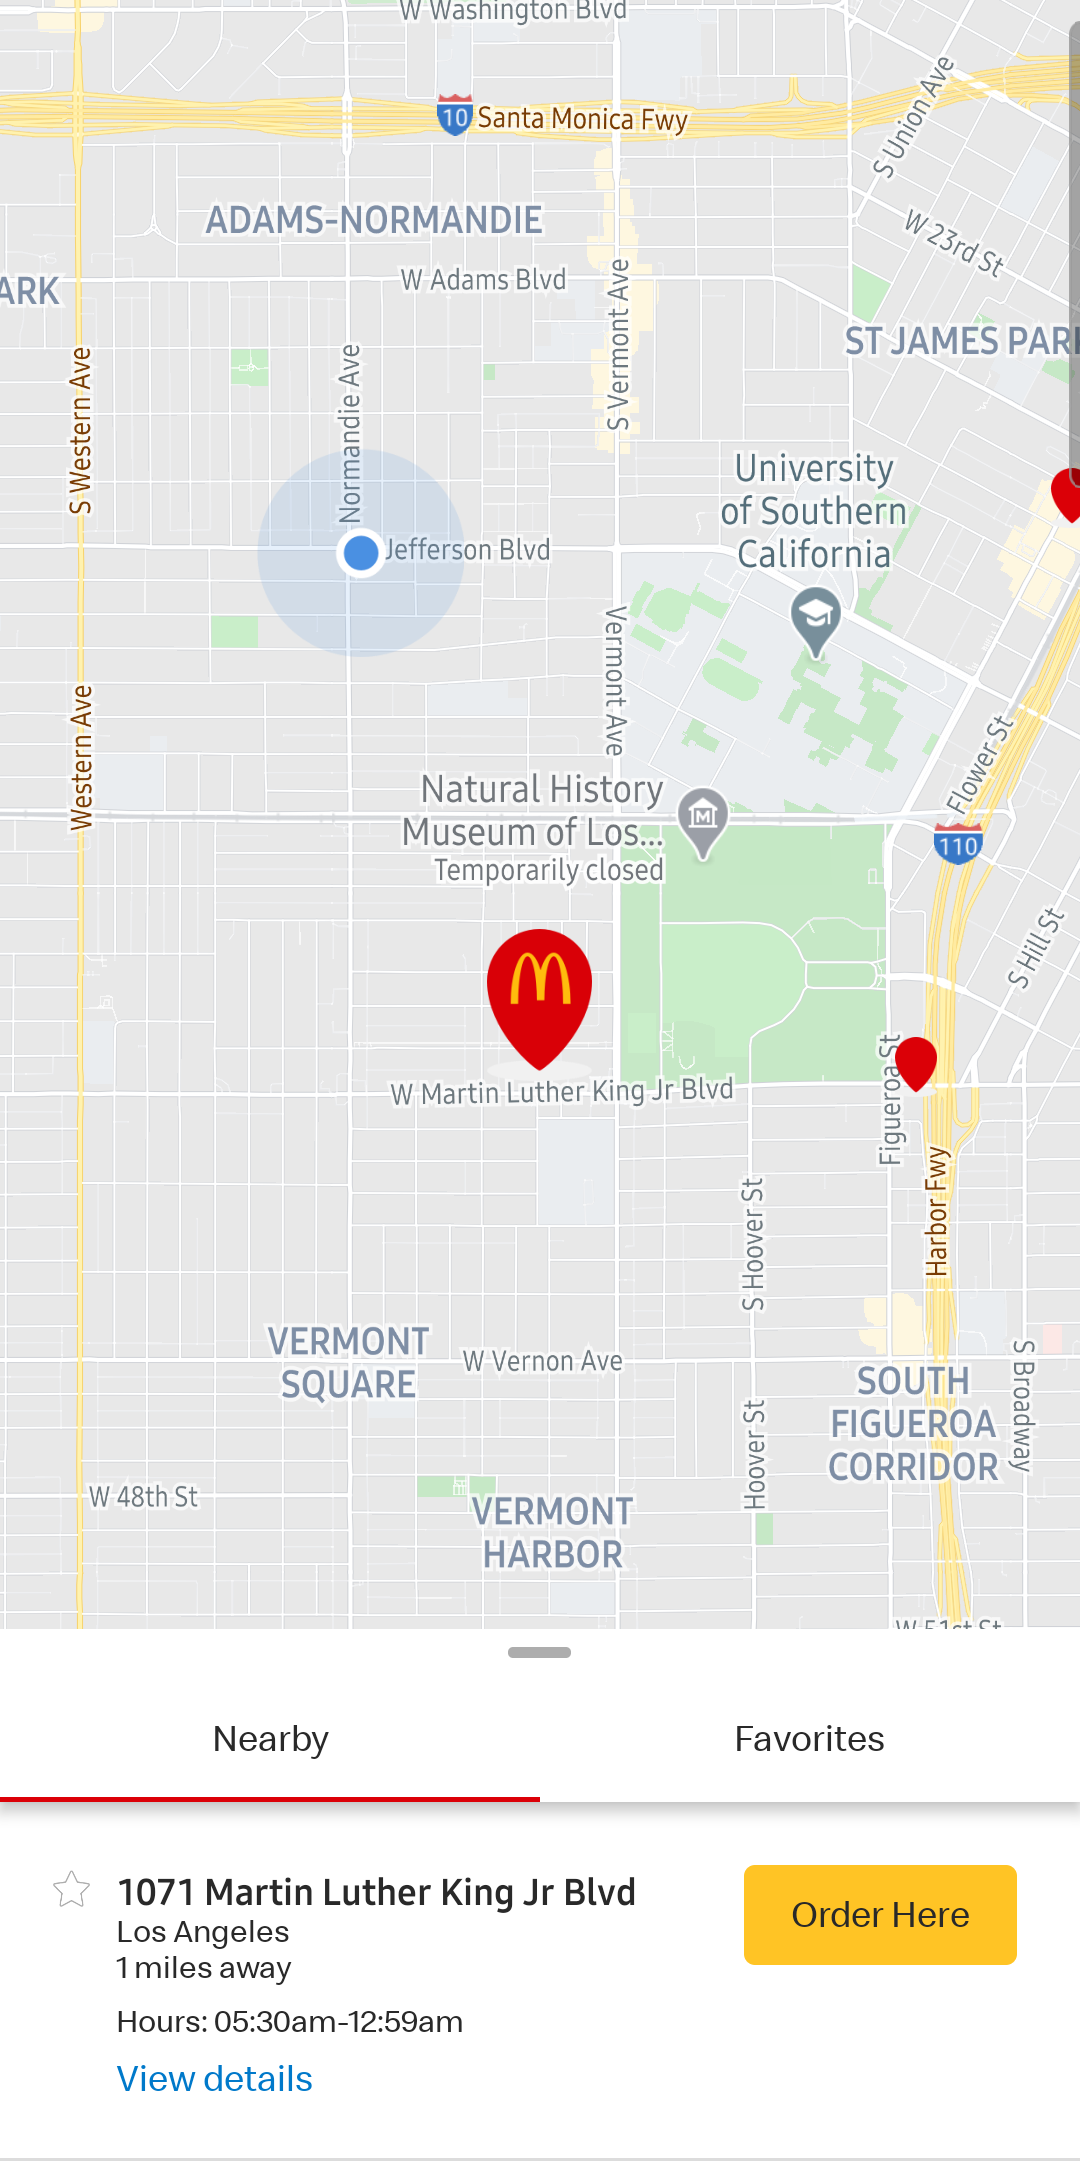 W Washington Blvd
10
Santa Monica Fwy
S Union Ave
ADAMS-NORMANDIE
W 23rd St
W Adams Blvd
ARK
S Vermont Ave
ST JAMES PARK
S Western Ave
Normandie Ave
University
of Southern
California
Jefferson Blvd
Vermont Ave
Western Ave
Flower St
Natural History
Museum of Los...
Temporarily closed
110
S Hill St
Figueroa St
W Martin Luther King Jr Blvd
Harbor Fwy
S Hoover St
VERMONT
SQUARE
W Vernon Ave
S Broadway
SOUTH
FIGUEROA
CORRIDOR
Hoover St
W 48th St
VERMONT
HARBOR
W 51st St
Nearby
Favorites
1071 Martin Luther King Jr Blvd
Los Angeles
1 miles away
Order Here
Hours: 05:30am-12:59am
View details